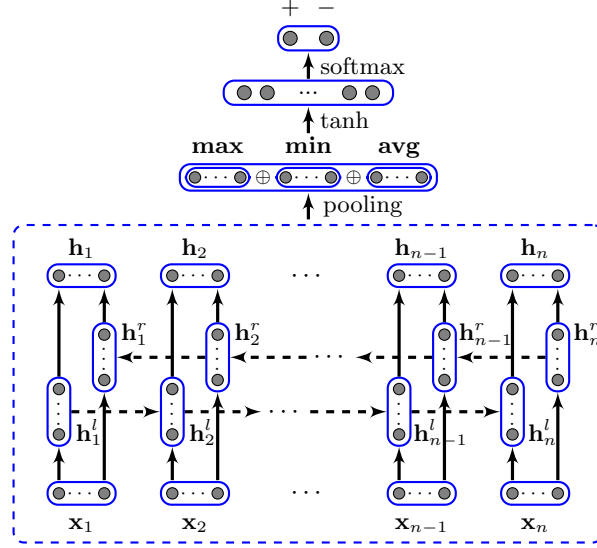 + −
softmax
...
tanh
max min avg
··· ⊕ ··· ⊕ ···
pooling
h₁ h₂ hₙ₋₁ hₙ
··· ··· ··· ··· ···
h₁ʳ h₂ʳ hₙ₋₁ʳ hₙʳ
···
h₁ˡ h₂ˡ ··· hₙ₋₁ˡ hₙˡ
··· ··· ··· ··· ···
x₁ x₂ ··· xₙ₋₁ xₙ